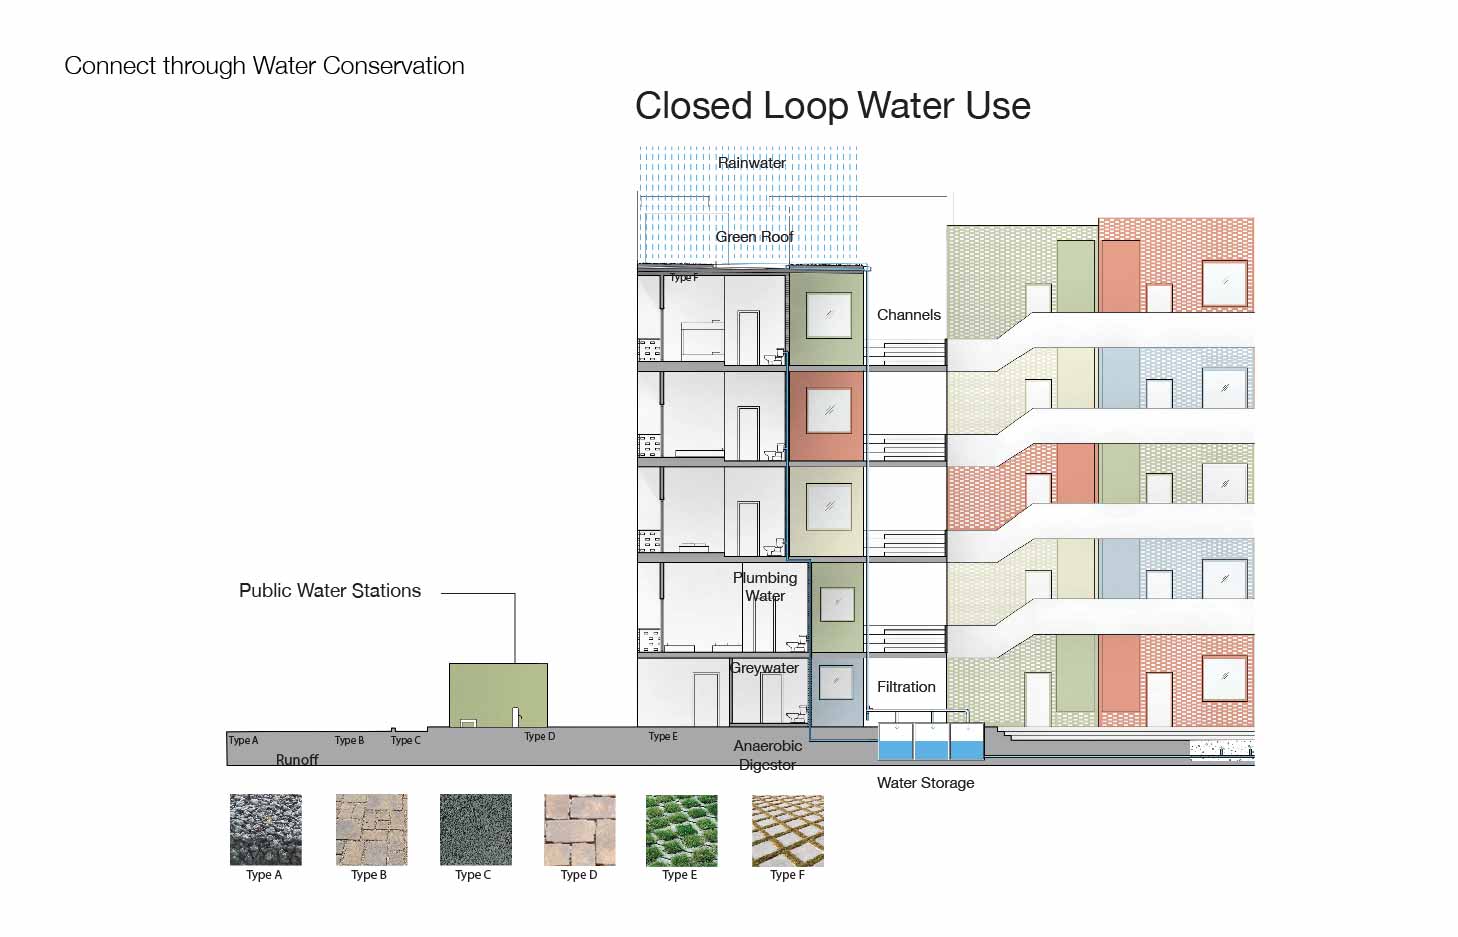 Connect through Water Conservation
Closed Loop Water Use
Rainwater
Green Roof
Type F
Channels
Public Water Stations
Plumbing
Water
Greywater
Filtration
Type A
Type B
Type C
Type D
Type E
Runoff
Anaerobic
Digestor
Water Storage
Type A
Type B
Type C
Type D
Type E
Type F